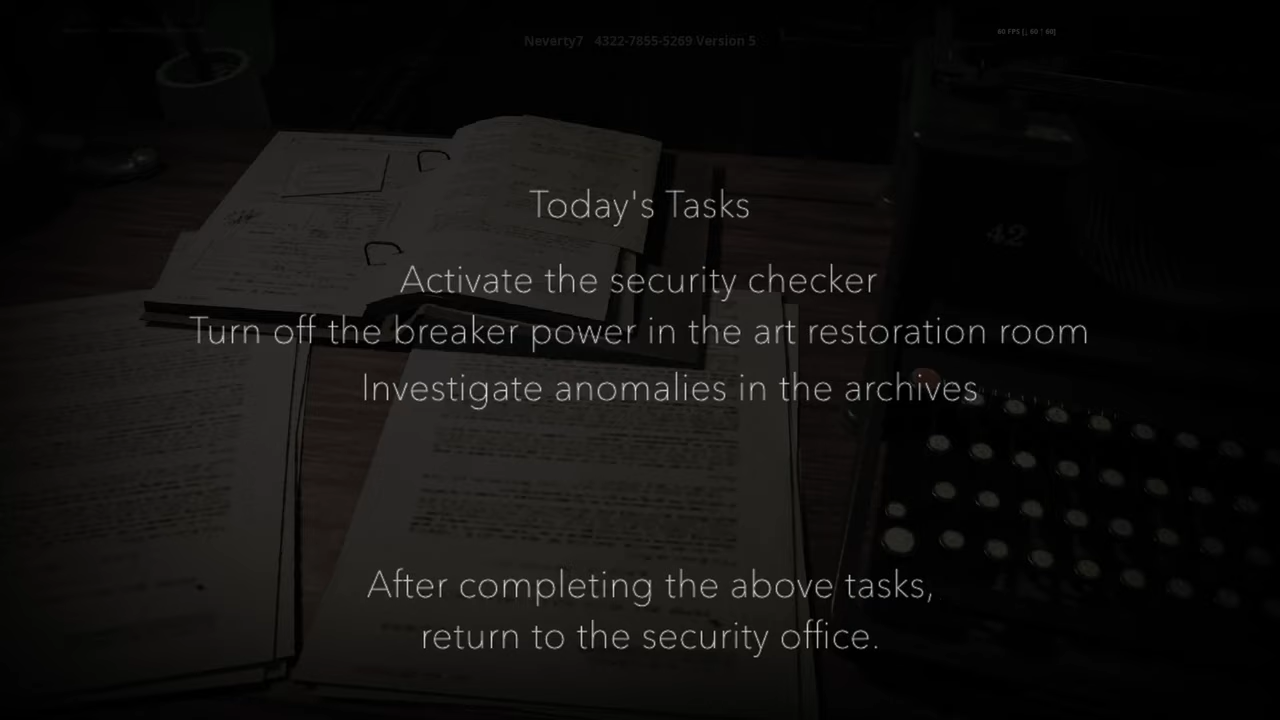 Neverty7 4322-7855-5269 Version 5
Today's Tasks
42
Activate the security checker
Turn off the breaker power in the art restoration room
Investigate anomalies in the archives
After completing the above tasks,
return to the security office.